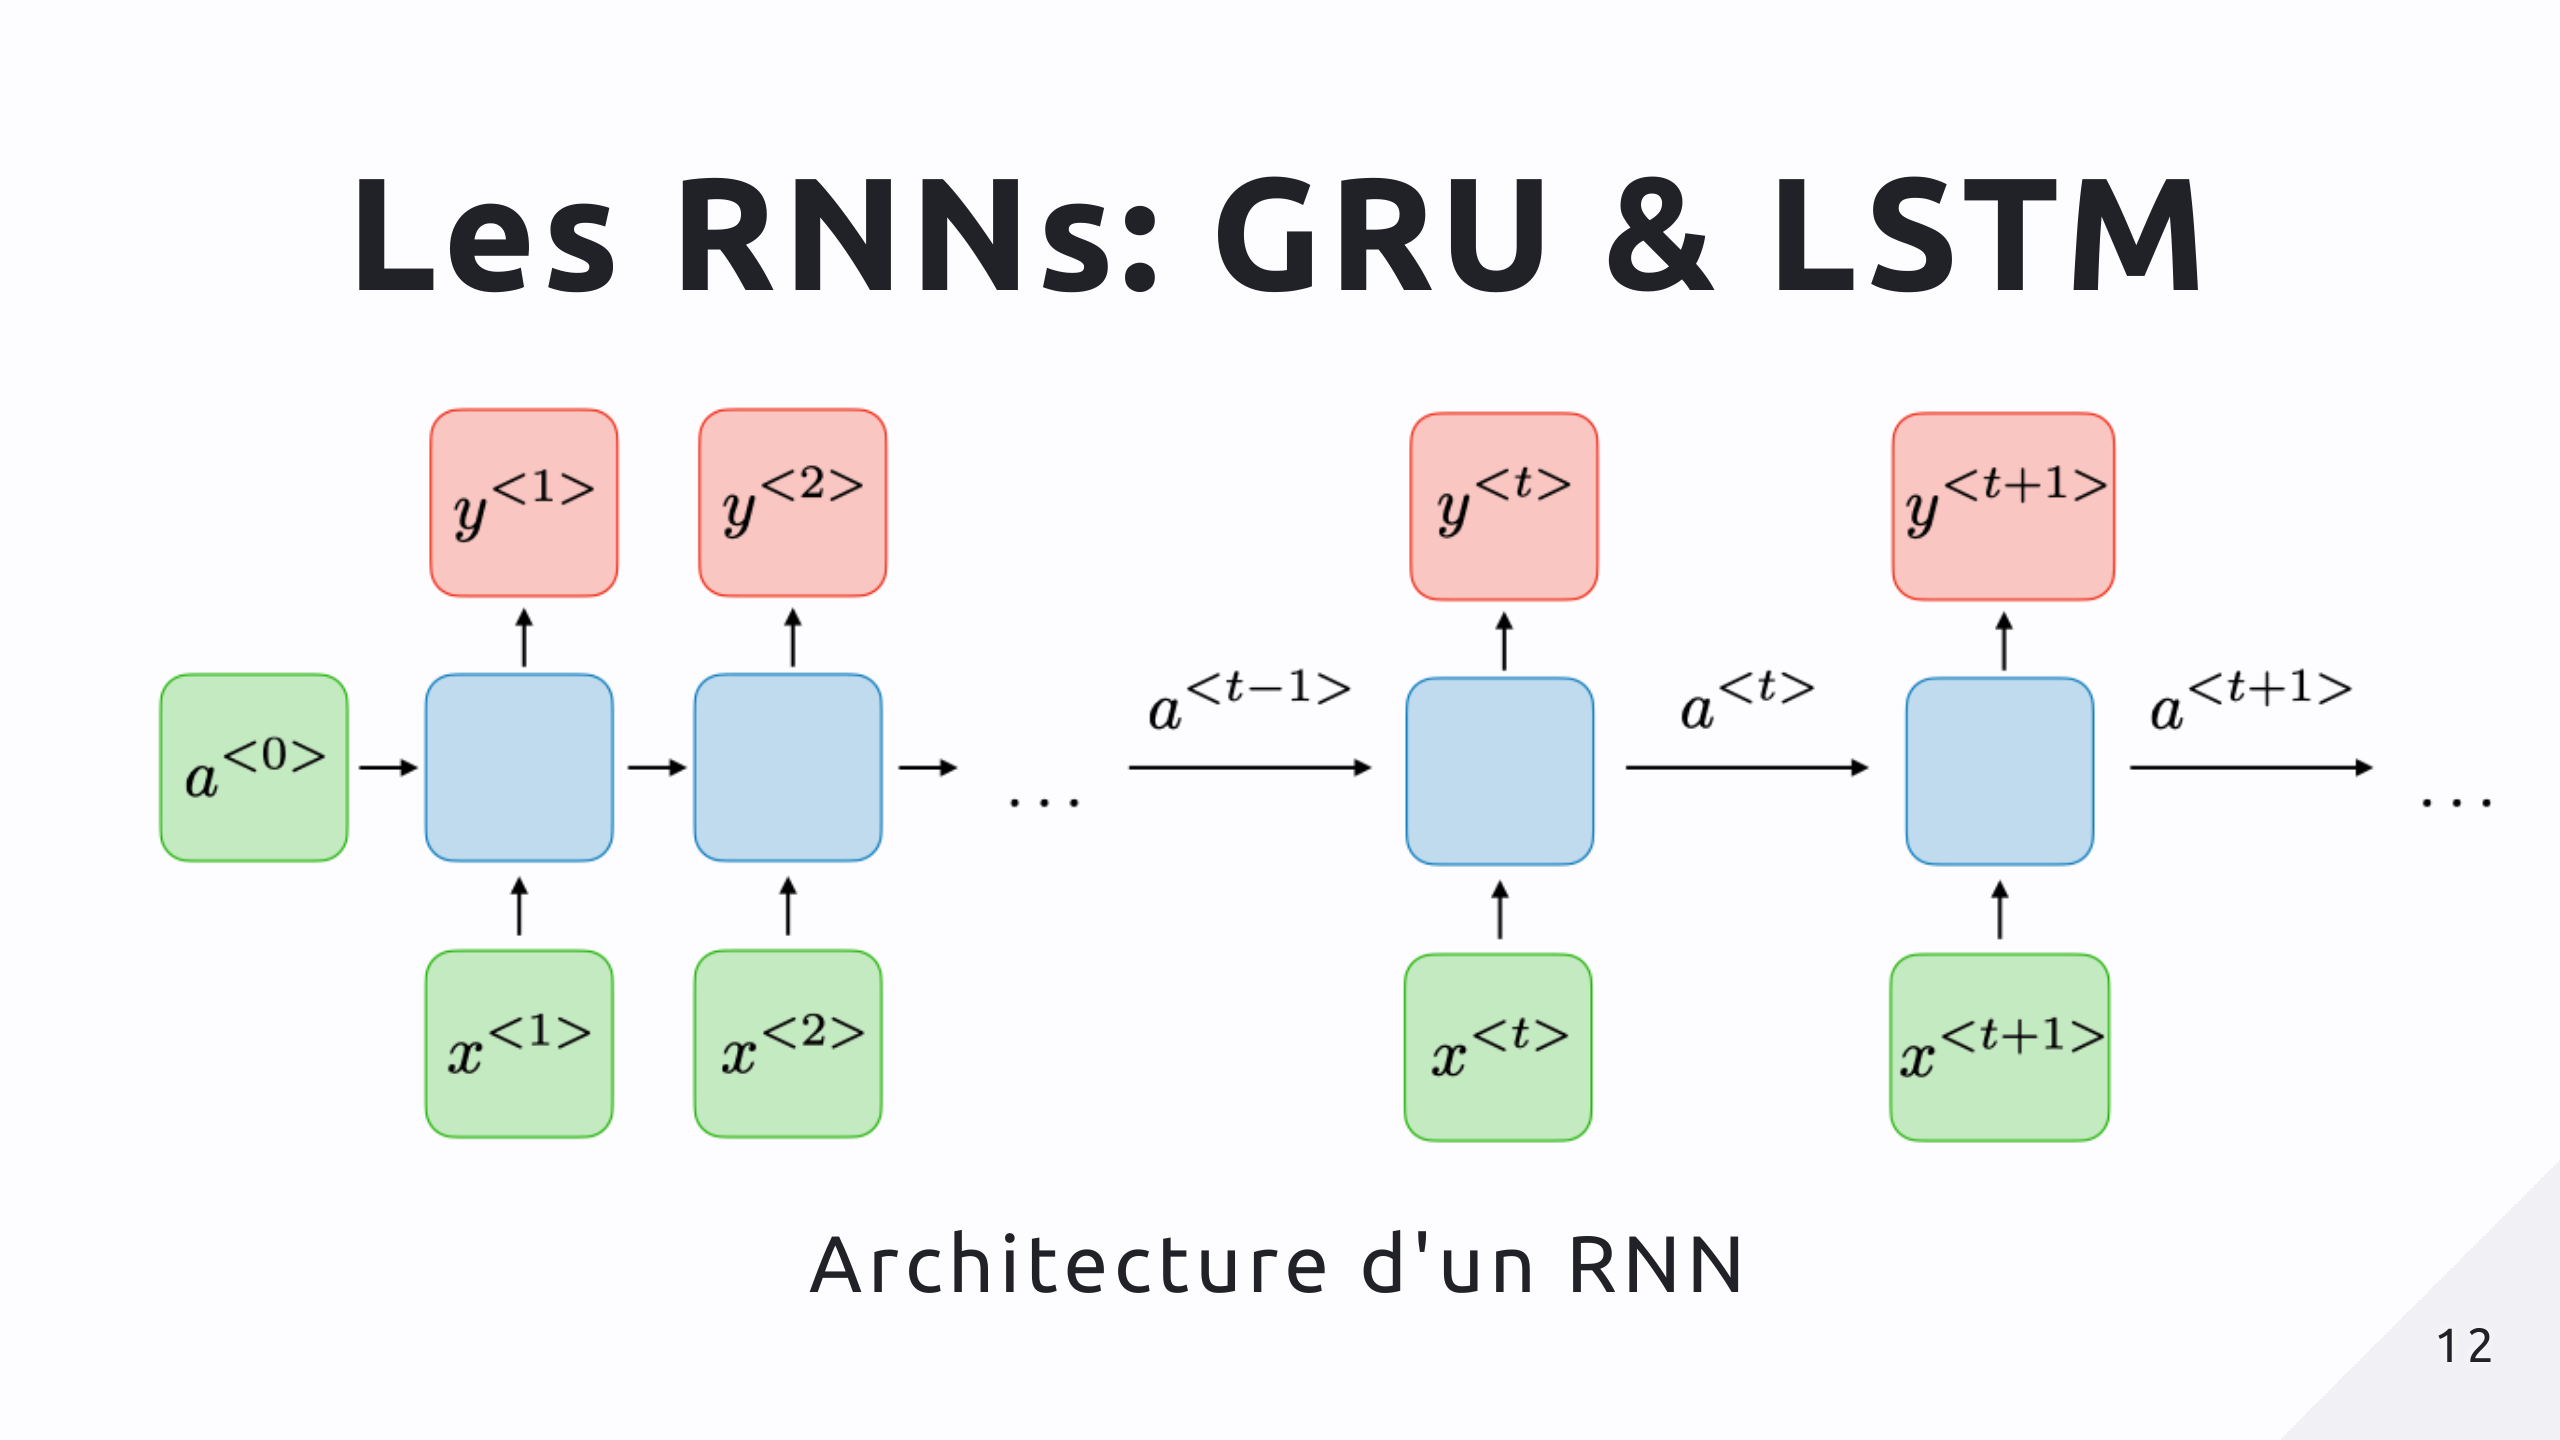 Les RNNs: GRU & LSTM
y<1> y<2> y<t> y<t+1>
a<0> ... a<t-1> a<t> a<t+1> ...
x<1> x<2> x<t> x<t+1>
Architecture d'un RNN
12